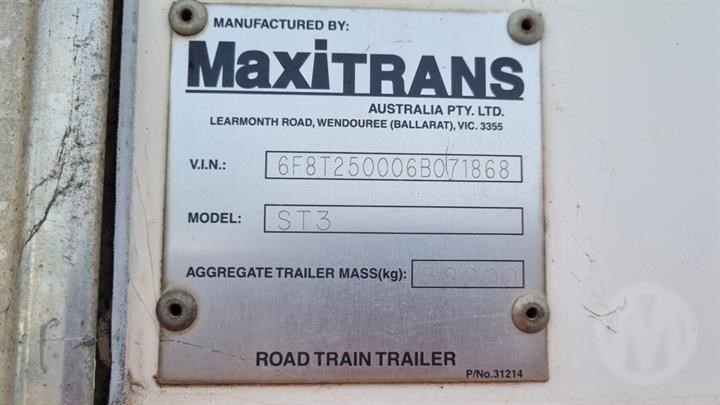 MANUFACTURED BY:
MaxiTRANS
AUSTRALIA PTY. LTD.
LEARMONTH ROAD, WENDOUREE (BALLARAT), VIC. 3355
V.I.N.: 6F8T250006B071868
MODEL: ST3
AGGREGATE TRAILER MASS(kg): 38000
ROAD TRAIN TRAILER
P/No.31214